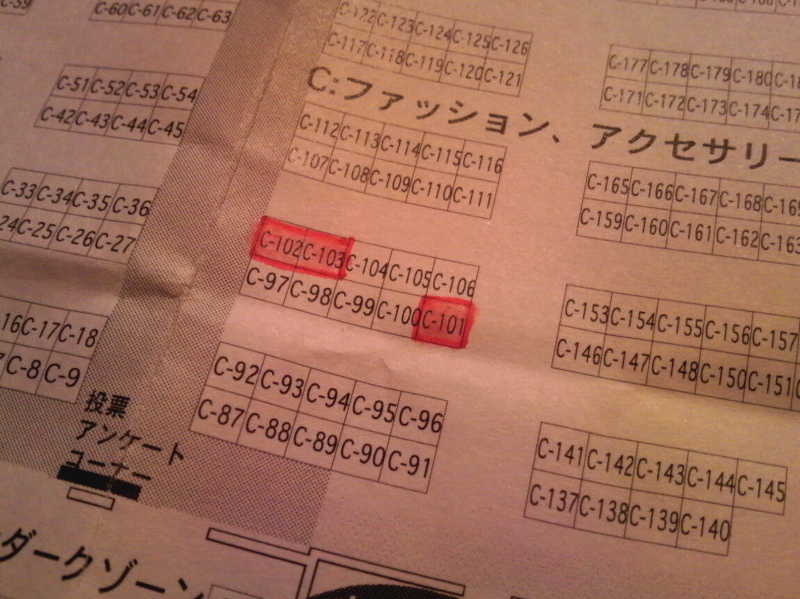 C-60 C-61 C-62 C-63
C-51 C-52 C-53 C-54
C-42 C-43 C-44 C-45
C-33 C-34 C-35 C-36
C-25 C-26 C-27
C-17 C-18
C-8 C-9
投票
アンケート
コーナー
ダークゾーン
C-122 C-123 C-124 C-125 C-126
C-117 C-118 C-119 C-120 C-121
C:ファッション、アクセサリー
C-112 C-113 C-114 C-115 C-116
C-107 C-108 C-109 C-110 C-111
C-102 C-103 C-104 C-105 C-106
C-97 C-98 C-99 C-100 C-101
C-92 C-93 C-94 C-95 C-96
C-87 C-88 C-89 C-90 C-91
C-177 C-178 C-179 C-180
C-171 C-172 C-173 C-174
C-165 C-166 C-167 C-168
C-159 C-160 C-161 C-162 C-163
C-153 C-154 C-155 C-156 C-157
C-146 C-147 C-148 C-150 C-151
C-141 C-142 C-143 C-144 C-145
C-137 C-138 C-139 C-140